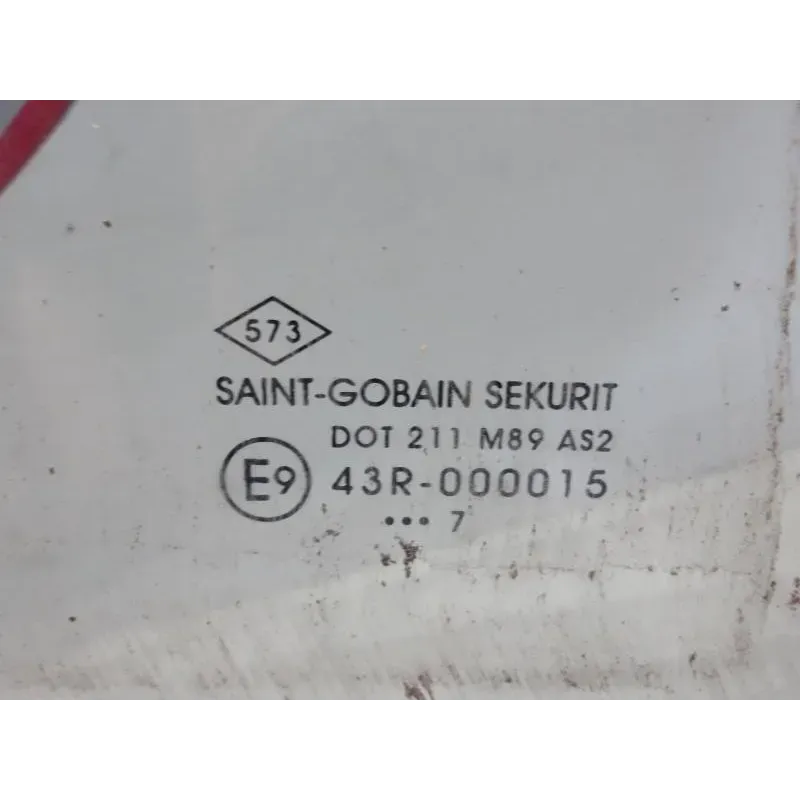 573
SAINT-GOBAIN SEKURIT
DOT 211 M89 AS2
E9 43R-000015
••• 7